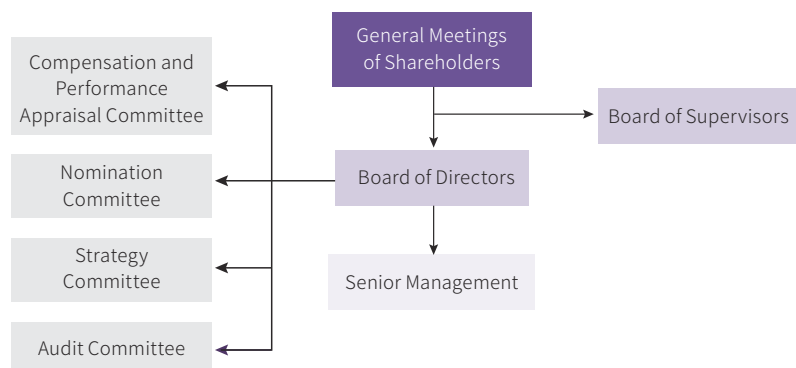 General Meetings
of Shareholders
Compensation and
Performance
Appraisal Committee
Board of Supervisors
Nomination
Committee
Board of Directors
Strategy
Committee
Senior Management
Audit Committee